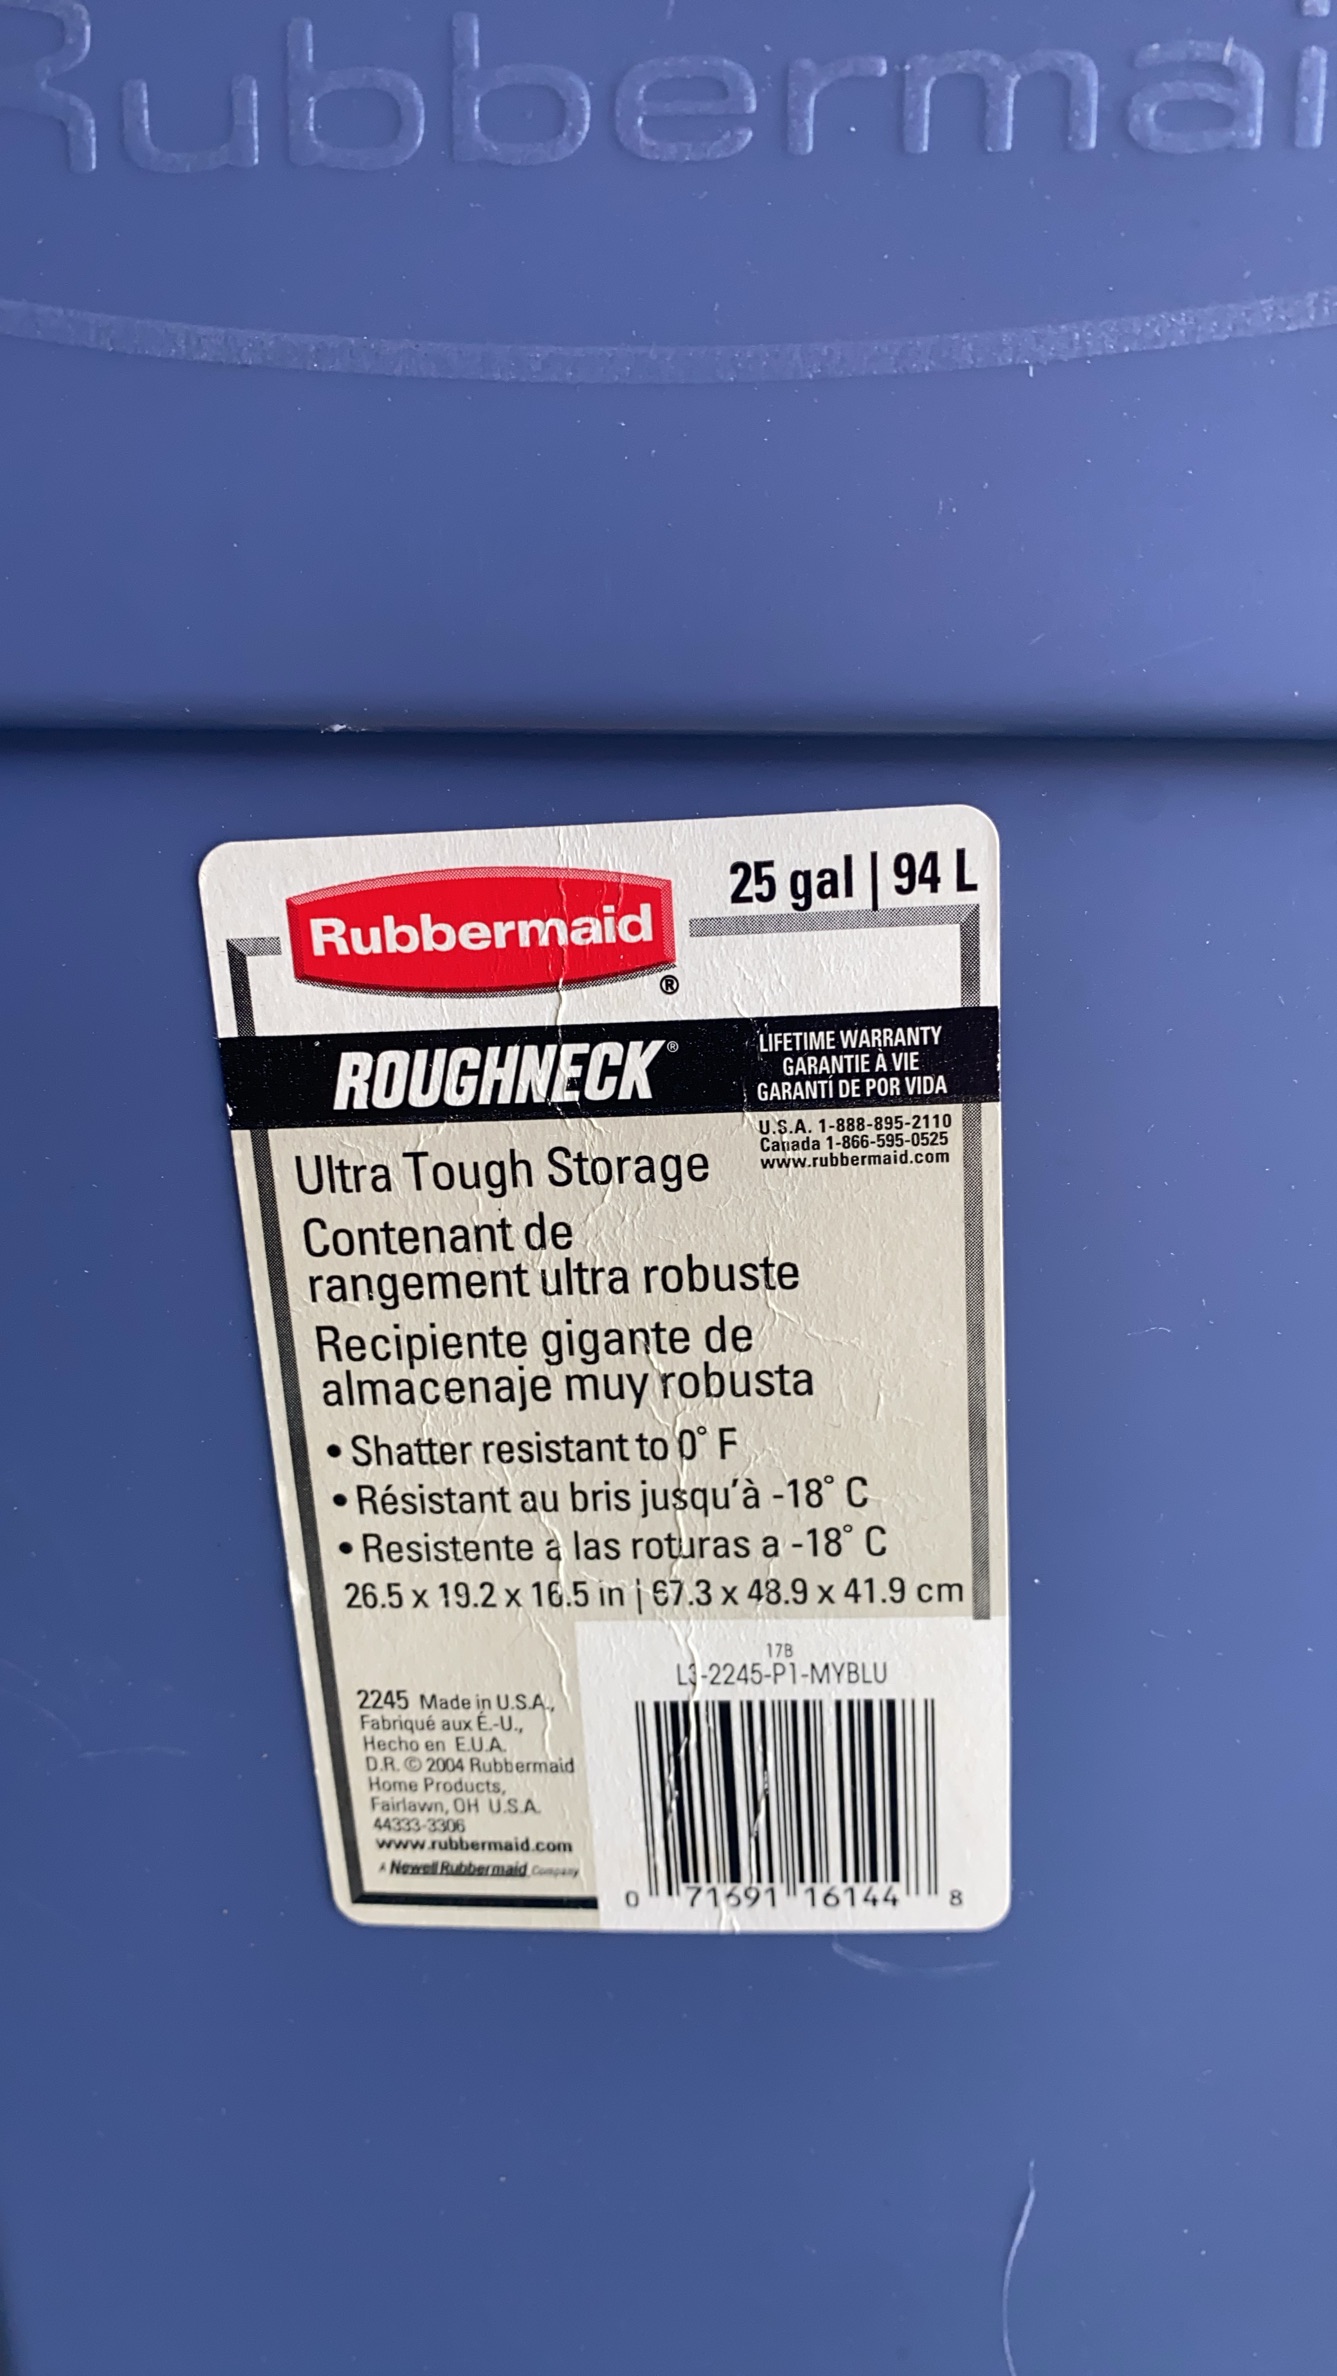 Rubbermai
25 gal | 94 L
Rubbermaid
®
ROUGHNECK®
LIFETIME WARRANTY
GARANTIE À VIE
GARANTÍ DE POR VIDA
U.S.A. 1-888-895-2110
Canada 1-866-595-0525
www.rubbermaid.com
Ultra Tough Storage
Contenant de
rangement ultra robuste
Recipiente gigante de
almacenaje muy robusta
• Shatter resistant to 0° F
• Résistant au bris jusqu'à -18° C
• Resistente a las roturas a -18° C
26.5 x 19.2 x 16.5 in | 67.3 x 48.9 x 41.9 cm
17B
L3-2245-P1-MYBLU
2245 Made in U.S.A.,
Fabriqué aux É.-U.,
Hecho en E.U.A.
D.R. © 2004 Rubbermaid
Home Products,
Fairlawn, OH U.S.A.
44333-3306
www.rubbermaid.com
A Newell Rubbermaid Company
0 71691 16144 8